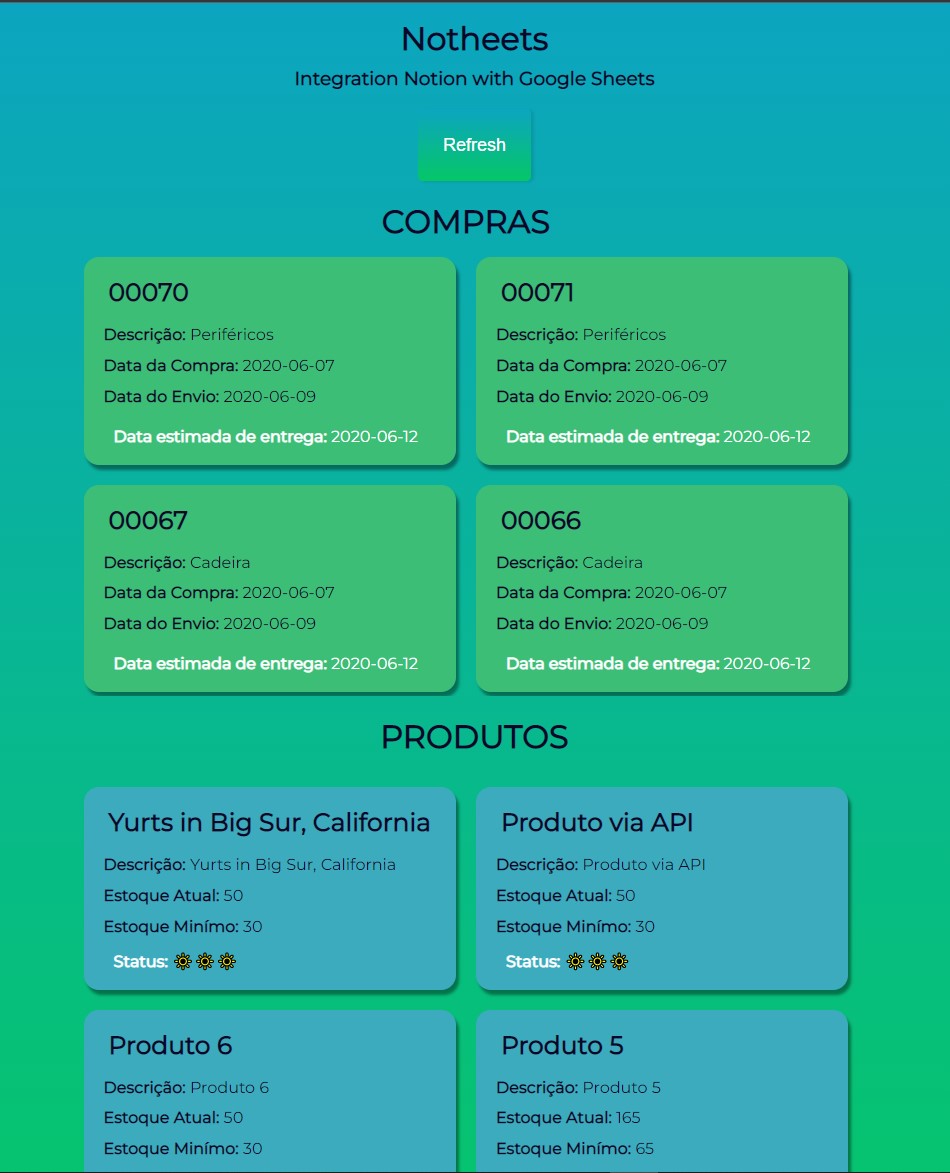 Notheets
Integration Notion with Google Sheets
Refresh
COMPRAS
00070
Descrição: Periféricos
Data da Compra: 2020-06-07
Data do Envio: 2020-06-09
Data estimada de entrega: 2020-06-12
00071
Descrição: Periféricos
Data da Compra: 2020-06-07
Data do Envio: 2020-06-09
Data estimada de entrega: 2020-06-12
00067
Descrição: Cadeira
Data da Compra: 2020-06-07
Data do Envio: 2020-06-09
Data estimada de entrega: 2020-06-12
00066
Descrição: Cadeira
Data da Compra: 2020-06-07
Data do Envio: 2020-06-09
Data estimada de entrega: 2020-06-12
PRODUTOS
Yurts in Big Sur, California
Descrição: Yurts in Big Sur, California
Estoque Atual: 50
Estoque Minímo: 30
Status:
Produto via API
Descrição: Produto via API
Estoque Atual: 50
Estoque Minímo: 30
Status:
Produto 6
Descrição: Produto 6
Estoque Atual: 50
Estoque Minímo: 30
Produto 5
Descrição: Produto 5
Estoque Atual: 165
Estoque Minímo: 65